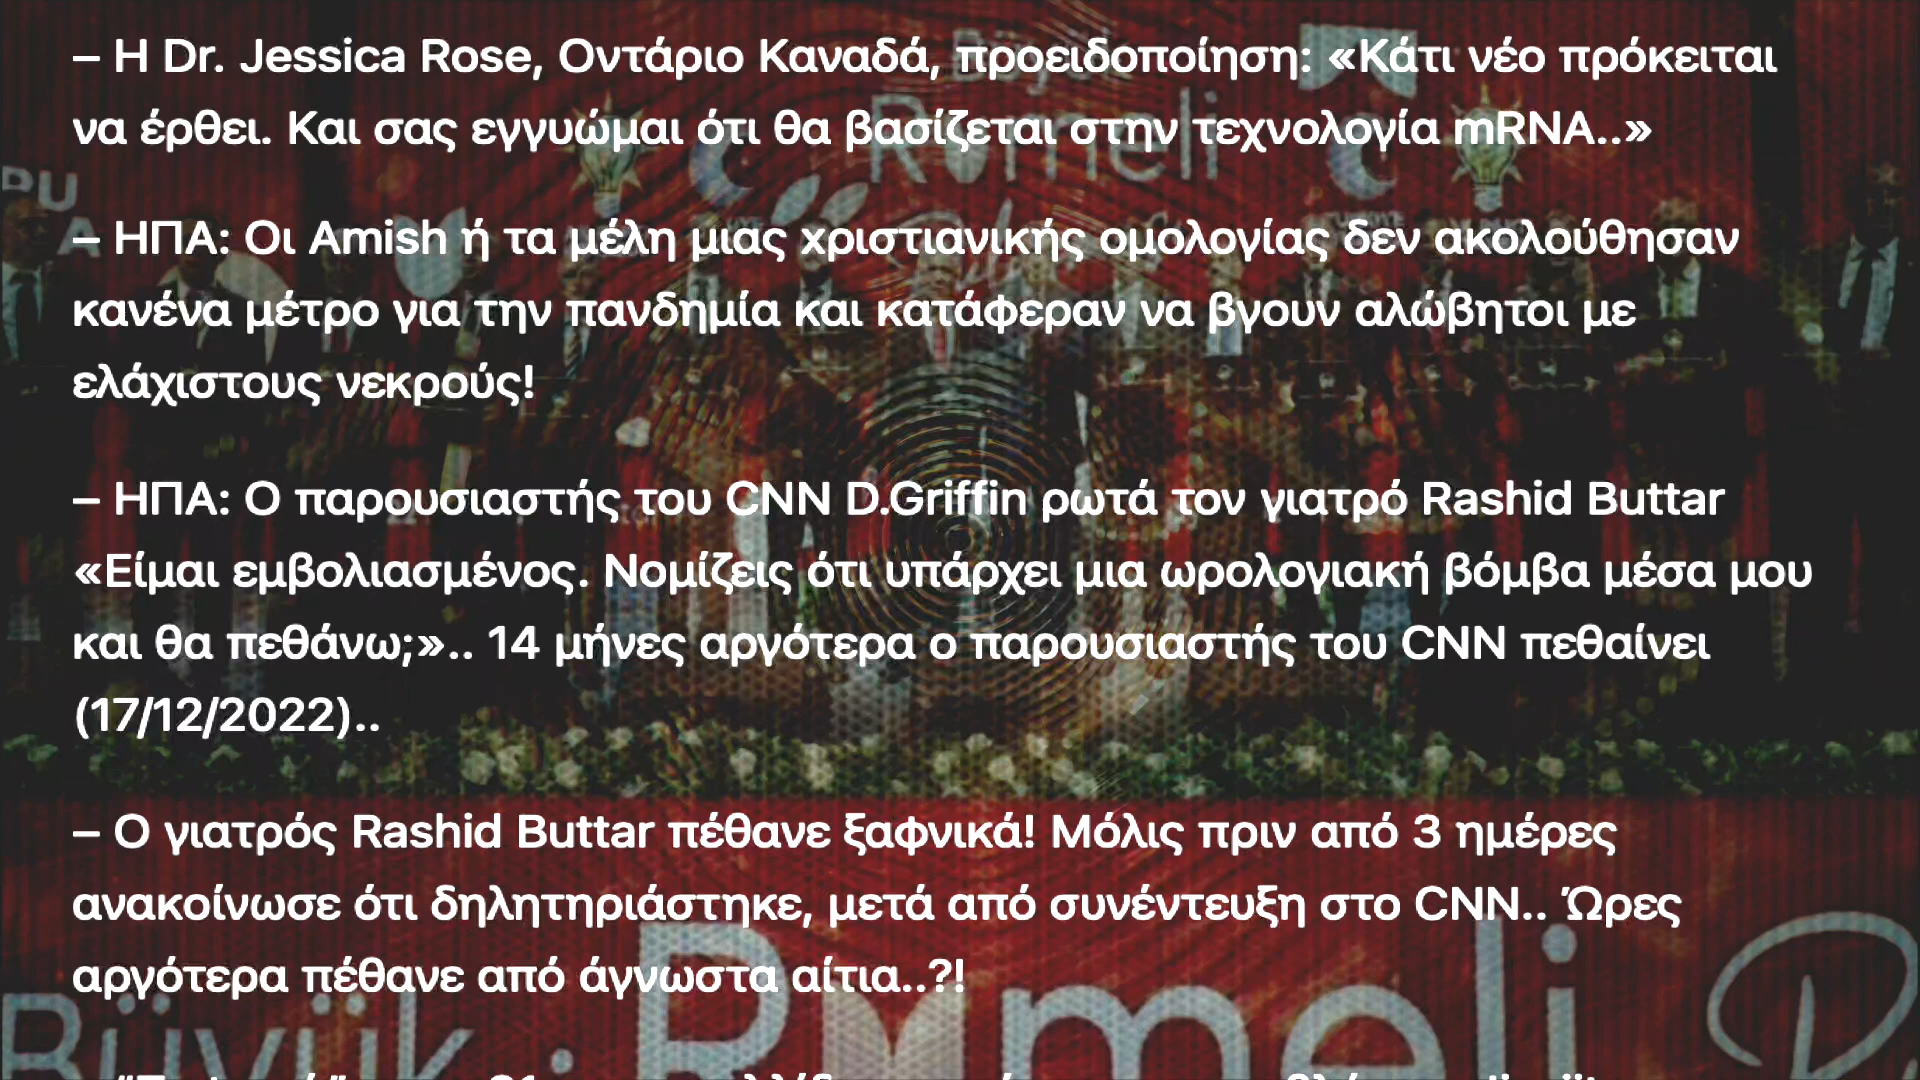 – Η Dr. Jessica Rose, Οντάριο Καναδά, προειδοποίηση: «Κάτι νέο πρόκειται
να έρθει. Και σας εγγυώμαι ότι θα βασίζεται στην τεχνολογία mRNA..»
– ΗΠΑ: Οι Amish ή τα μέλη μιας χριστιανικής ομολογίας δεν ακολούθησαν
κανένα μέτρο για την πανδημία και κατάφεραν να βγουν αλώβητοι με
ελάχιστους νεκρούς!
– ΗΠΑ: Ο παρουσιαστής του CNN D.Griffin ρωτά τον γιατρό Rashid Buttar
«Είμαι εμβολιασμένος. Νομίζεις ότι υπάρχει μια ωρολογιακή βόμβα μέσα μου
και θα πεθάνω;».. 14 μήνες αργότερα ο παρουσιαστής του CNN πεθαίνει
(17/12/2022)..
– Ο γιατρός Rashid Buttar πέθανε ξαφνικά! Μόλις πριν από 3 ημέρες
ανακοίνωσε ότι δηλητηριάστηκε, μετά από συνέντευξη στο CNN.. Ώρες
αργότερα πέθανε από άγνωστα αίτια..?!
Rumeli
Büyük Rumeli